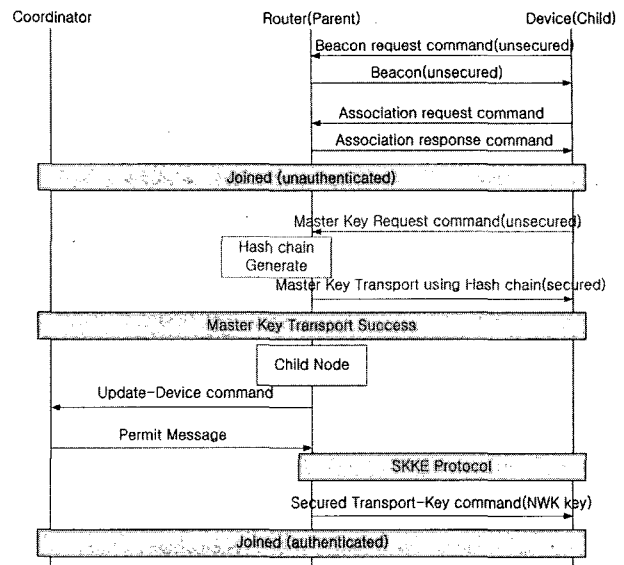 Coordinator Router(Parent) Device(Child)
Beacon request command(unsecured)
Beacon(unsecured)
Association request command
Association response command
Joined (unauthenticated)
Master Key Request command(unsecured)
Hash chain
Generate
Master Key Transport using Hash chain(secured)
Master Key Transport Success
Child Node
Update-Device command
Permit Message
SKKE Protocol
Secured Transport-Key command(NWK key)
Joined (authenticated)